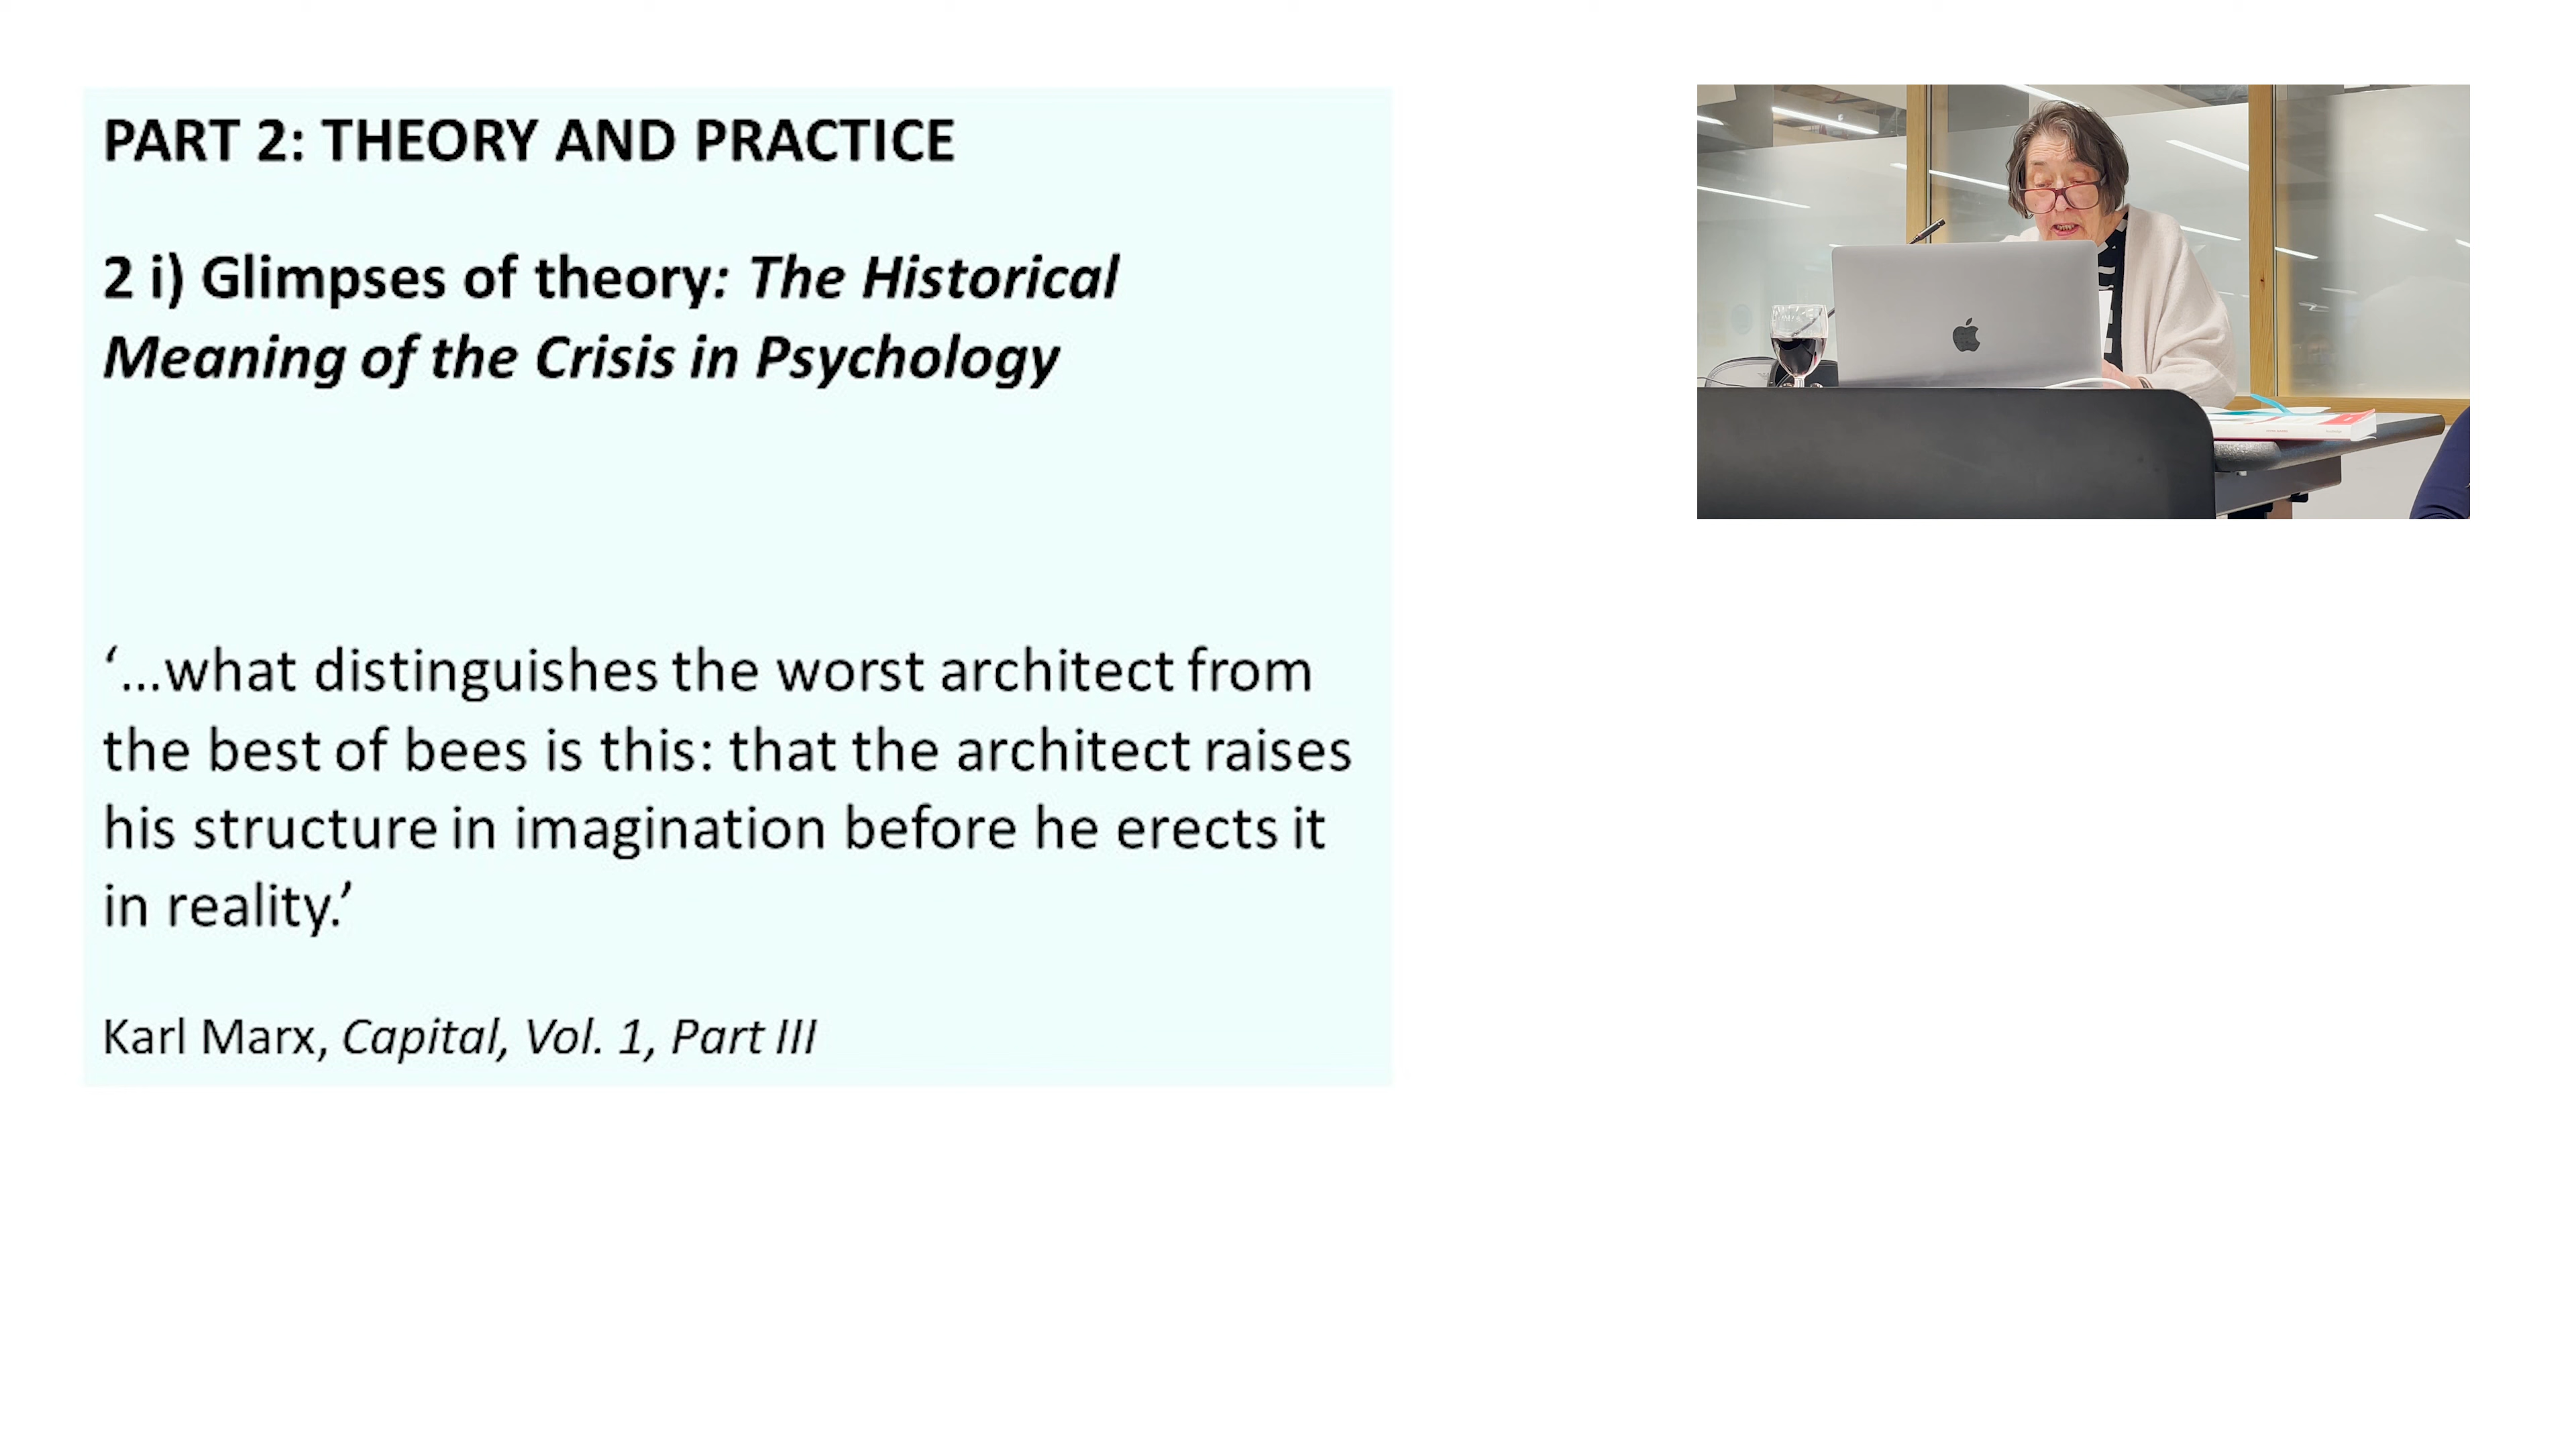 PART 2: THEORY AND PRACTICE
2 i) Glimpses of theory: The Historical
Meaning of the Crisis in Psychology
‘...what distinguishes the worst architect from
the best of bees is this: that the architect raises
his structure in imagination before he erects it
in reality.’
Karl Marx, Capital, Vol. 1, Part III